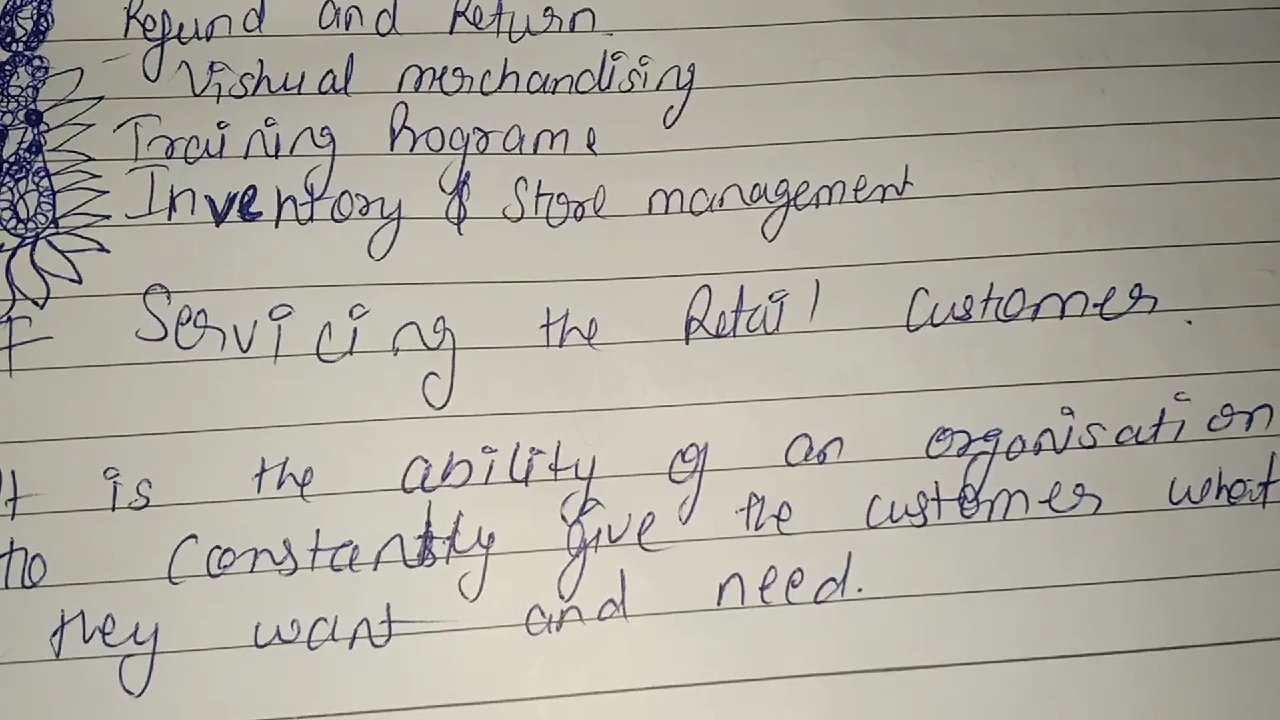 Refund and Return
Vishual merchandising
Training Programe
Inventory & Store management
F Servicing the Retail Customer.
It is the ability of an organisation
to constantly give the customer what
they want and need.